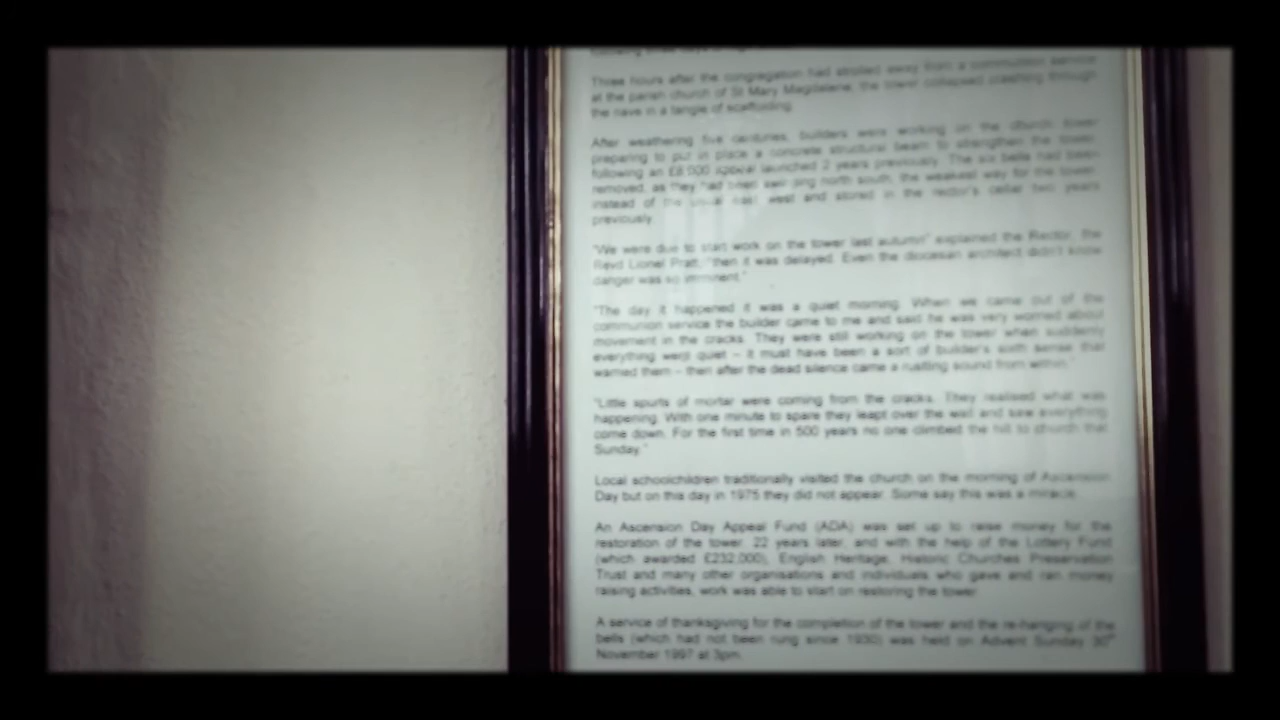 Three hours after the congregation had strolled away from a communion service
at the parish church of St Mary Magdalene, the tower collapsed crashing through
the nave in a tangle of scaffolding.
After weathering five centuries, builders were working on the church tower
preparing to put in place a concrete structural beam to strengthen the tower,
following an £8,000 appeal launched 2 years previously. The six bells had been
removed, as they had been swinging north south, the weakest way for the tower,
instead of the usual east west and stored in the rector's cellar two years
previously.
"We were due to start work on the tower last autumn" explained the Rector, the
Revd Lionel Pratt, "then it was delayed. Even the diocesan architect didn't know
danger was so imminent."
"The day it happened it was a quiet morning. When we came out of the
communion service the builder came to me and said he was very worried about
movement in the cracks. They were still working on the tower when suddenly
everything went quiet – it must have been a sort of builder's sixth sense that
warned them – then after the dead silence came a rustling sound from within."
"Little spurts of mortar were coming from the cracks. They realised what was
happening. With one minute to spare they leapt over the wall and saw everything
come down. For the first time in 500 years no one climbed the hill to church that
Sunday."
Local schoolchildren traditionally visited the church on the morning of Ascension
Day but on this day in 1975 they did not appear. Some say this was a miracle.
An Ascension Day Appeal Fund (ADA) was set up to raise money for the
restoration of the tower. 22 years later, and with the help of the Lottery Fund
(which awarded £232,000), English Heritage, Historic Churches Preservation
Trust and many other organisations and individuals who gave and ran money
raising activities, work was able to start on restoring the tower.
A service of thanksgiving for the completion of the tower and the re-hanging of the
bells (which had not been rung since 1930) was held on Advent Sunday 30th
November 1997 at 3pm.